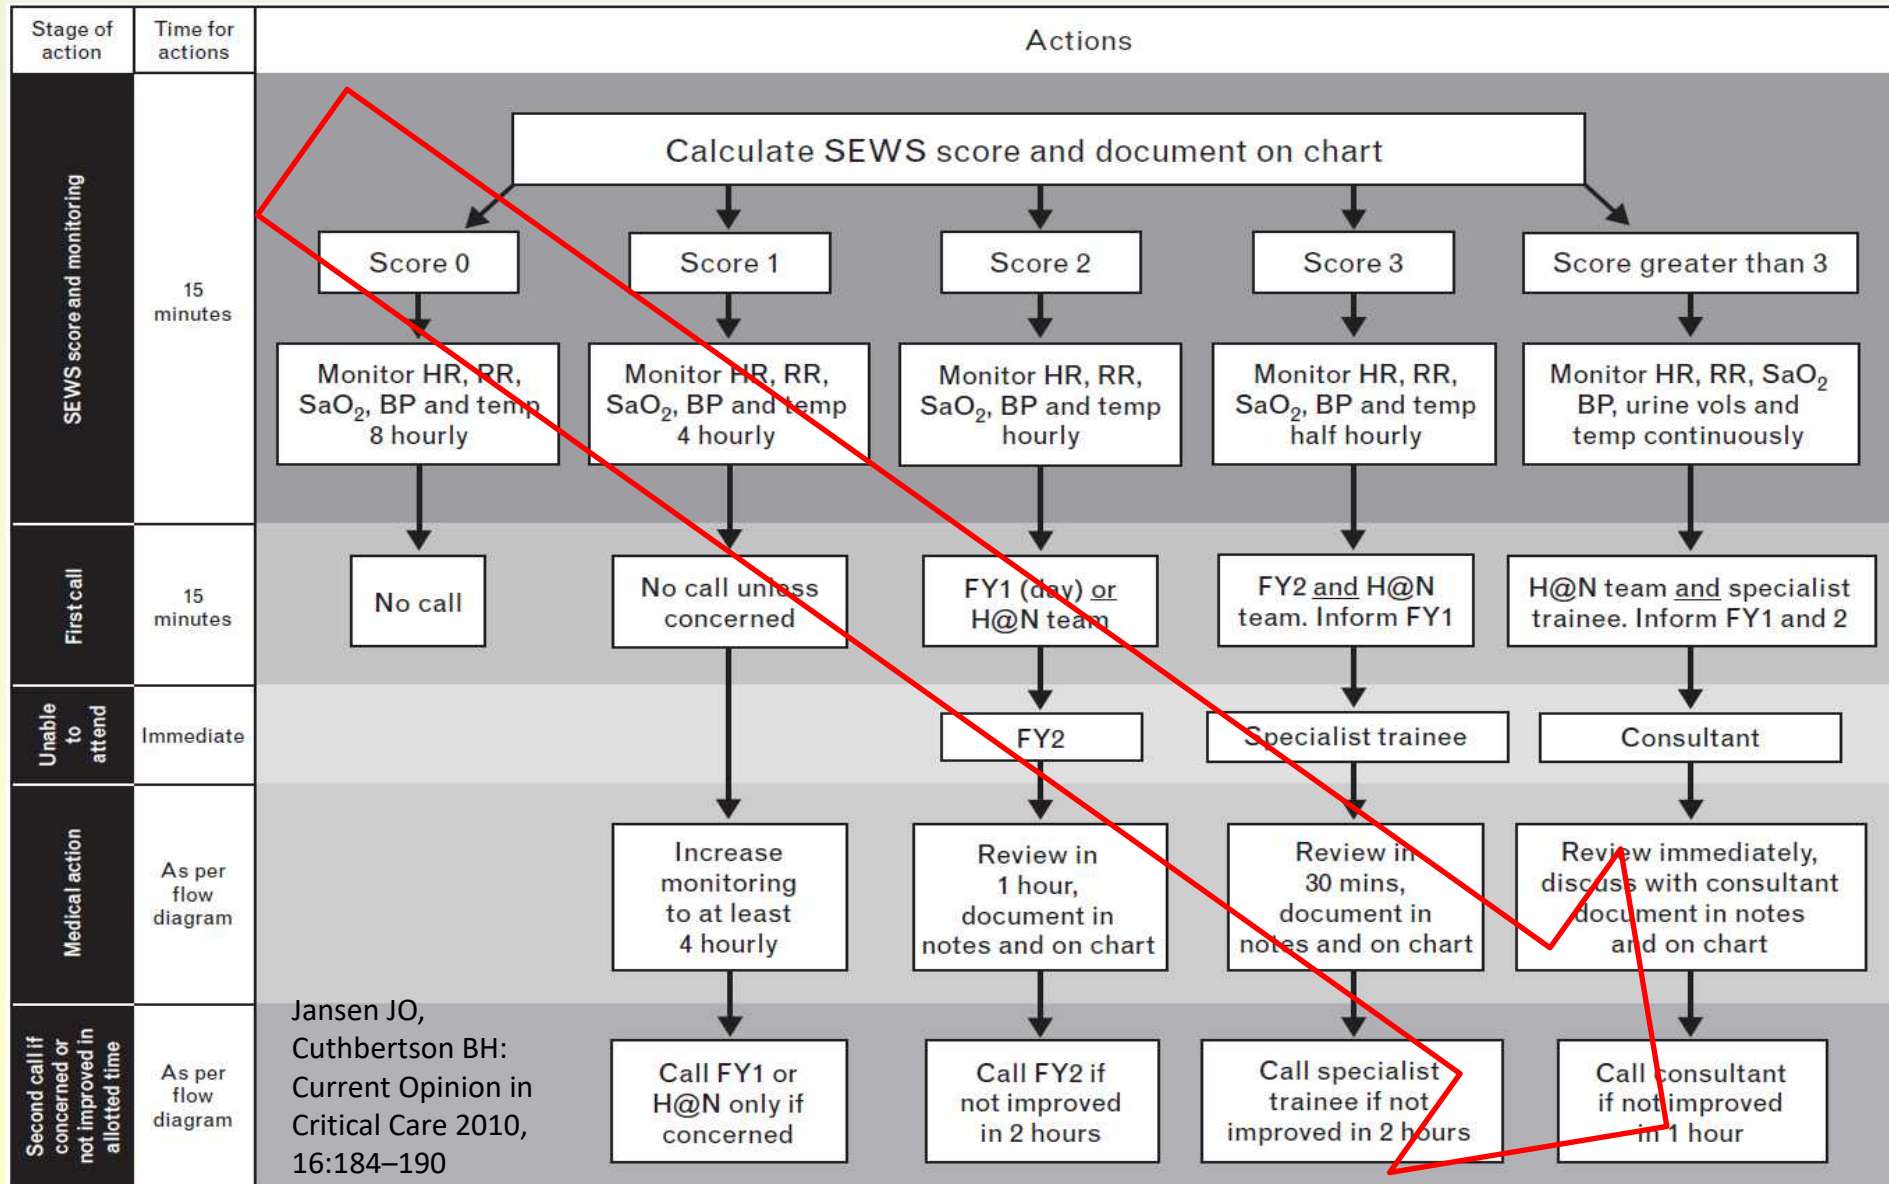 Stage of
action
Time for
actions
Actions
SEWS score and monitoring
15
minutes
Calculate SEWS score and document on chart
Score 0
Score 1
Score 2
Score 3
Score greater than 3
Monitor HR, RR,
SaO₂, BP and temp
8 hourly
Monitor HR, RR,
SaO₂, BP and temp
4 hourly
Monitor HR, RR,
SaO₂, BP and temp
hourly
Monitor HR, RR,
SaO₂, BP and temp
half hourly
Monitor HR, RR, SaO₂
BP, urine vols and
temp continuously
First call
15
minutes
No call
No call unless
concerned
FY1 (day) or
H@N team
FY2 and H@N
team. Inform FY1
H@N team and specialist
trainee. Inform FY1 and 2
Unable
to
attend
Immediate
FY2
Specialist trainee
Consultant
Medical action
As per
flow
diagram
Increase
monitoring
to at least
4 hourly
Review in
1 hour,
document in
notes and on chart
Review in
30 mins,
document in
notes and on chart
Review immediately,
discuss with consultant
document in notes
and on chart
Second call if
concerned or
not improved in
allotted time
As per
flow
diagram
Jansen JO,
Cuthbertson BH:
Current Opinion in
Critical Care 2010,
16:184–190
Call FY1 or
H@N only if
concerned
Call FY2 if
not improved
in 2 hours
Call specialist
trainee if not
improved in 2 hours
Call consultant
if not improved
in 1 hour